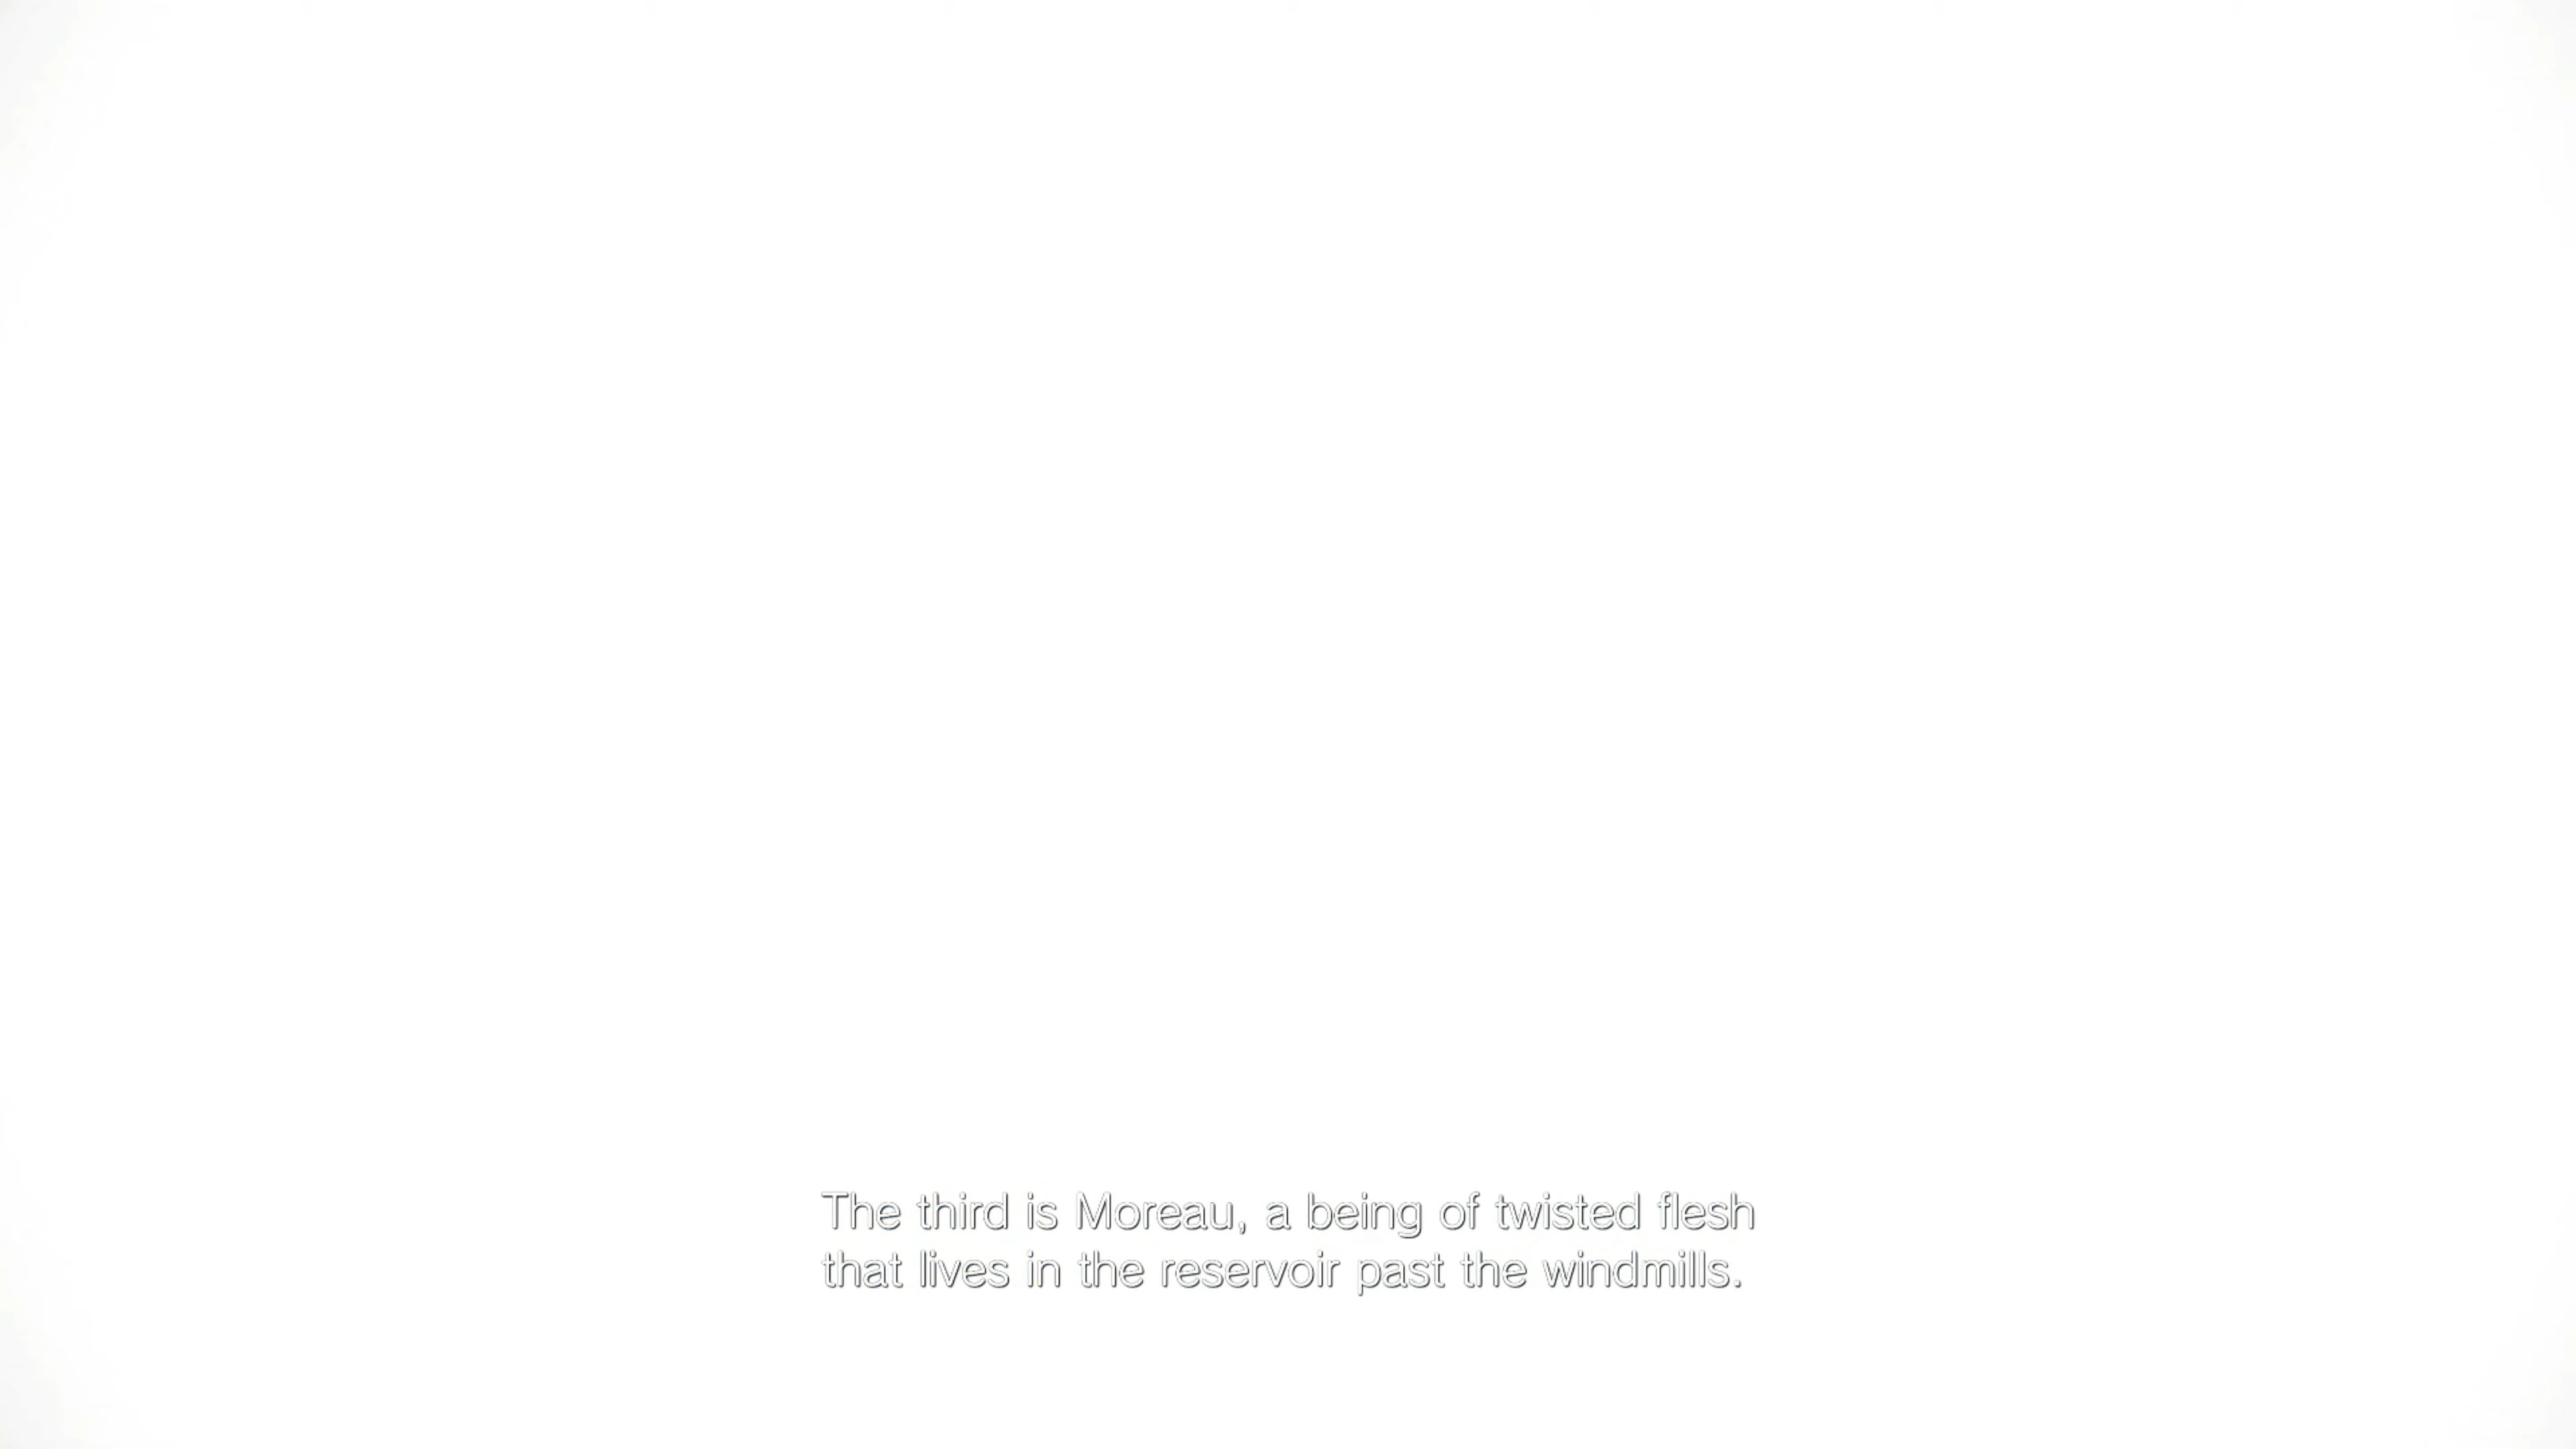 The third is Moreau, a being of twisted flesh
that lives in the reservoir past the windmills.